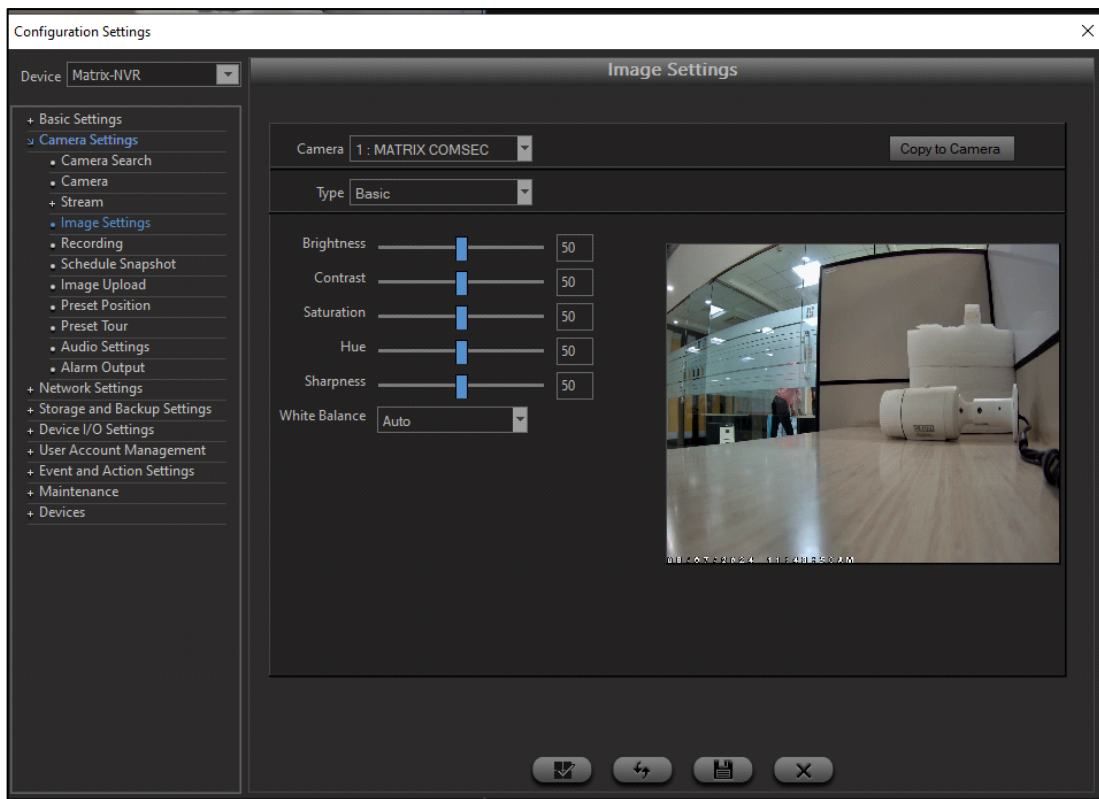 Configuration Settings
Device Matrix-NVR
Image Settings
+ Basic Settings
Camera Settings
• Camera Search
• Camera
+ Stream
• Image Settings
• Recording
• Schedule Snapshot
• Image Upload
• Preset Position
• Preset Tour
• Audio Settings
• Alarm Output
+ Network Settings
+ Storage and Backup Settings
+ Device I/O Settings
+ User Account Management
+ Event and Action Settings
+ Maintenance
+ Devices
Camera 1 : MATRIX COMSEC Copy to Camera
Type Basic
Brightness 50
Contrast 50
Saturation 50
Hue 50
Sharpness 50
White Balance Auto